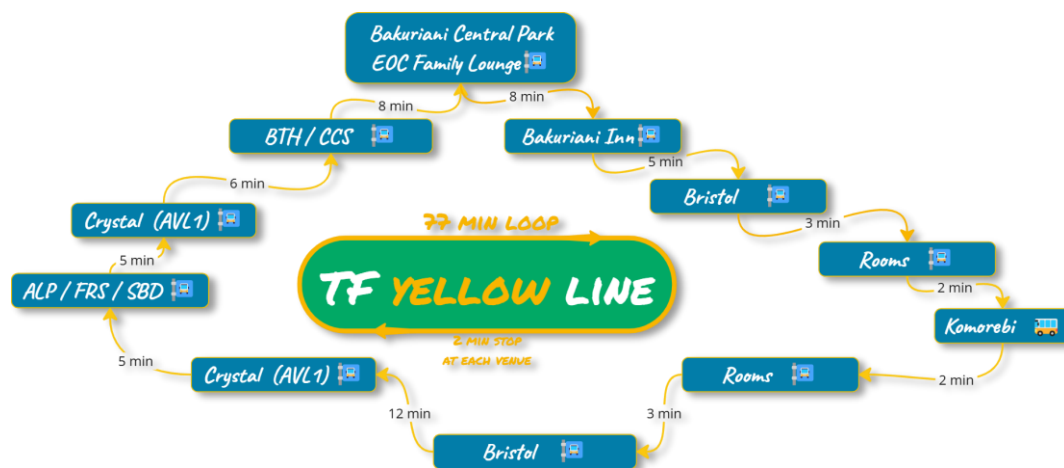 Bakuriani Central Park
EOC Family Lounge
8 min
8 min
BTH / CCS
Bakuriani Inn
5 min
6 min
Bristol
Crystal (AVL1)
3 min
77 MIN LOOP
5 min
Rooms
ALP / FRS / SBD
TF YELLOW LINE
2 min
Komorebi
2 MIN STOP
AT EACH VENUE
5 min
Crystal (AVL1)
Rooms
2 min
12 min
3 min
Bristol